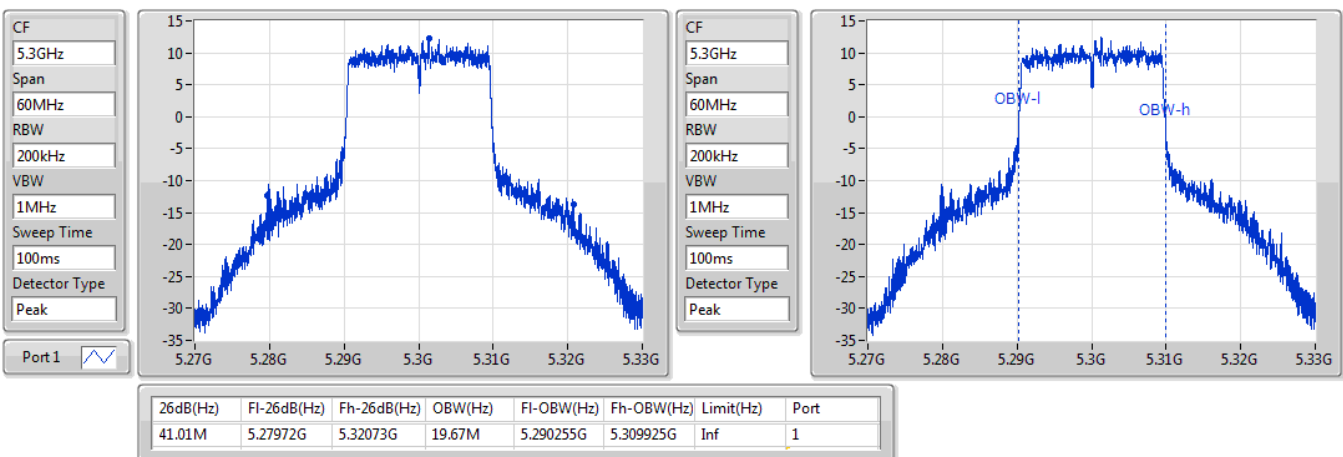 CF
5.3GHz
Span
60MHz
RBW
200kHz
VBW
1MHz
Sweep Time
100ms
Detector Type
Peak
Port 1
15
10
5
0
-5
-10
-15
-20
-25
-30
-35
5.27G 5.28G 5.29G 5.3G 5.31G 5.32G 5.33G
CF
5.3GHz
Span
60MHz
RBW
200kHz
VBW
1MHz
Sweep Time
100ms
Detector Type
Peak
15
10
5
0
-5
-10
-15
-20
-25
-30
-35
OBW-l
OBW-h
5.27G 5.28G 5.29G 5.3G 5.31G 5.32G 5.33G
26dB(Hz) Fl-26dB(Hz) Fh-26dB(Hz) OBW(Hz) Fl-OBW(Hz) Fh-OBW(Hz) Limit(Hz) Port
41.01M 5.27972G 5.32073G 19.67M 5.290255G 5.309925G Inf 1